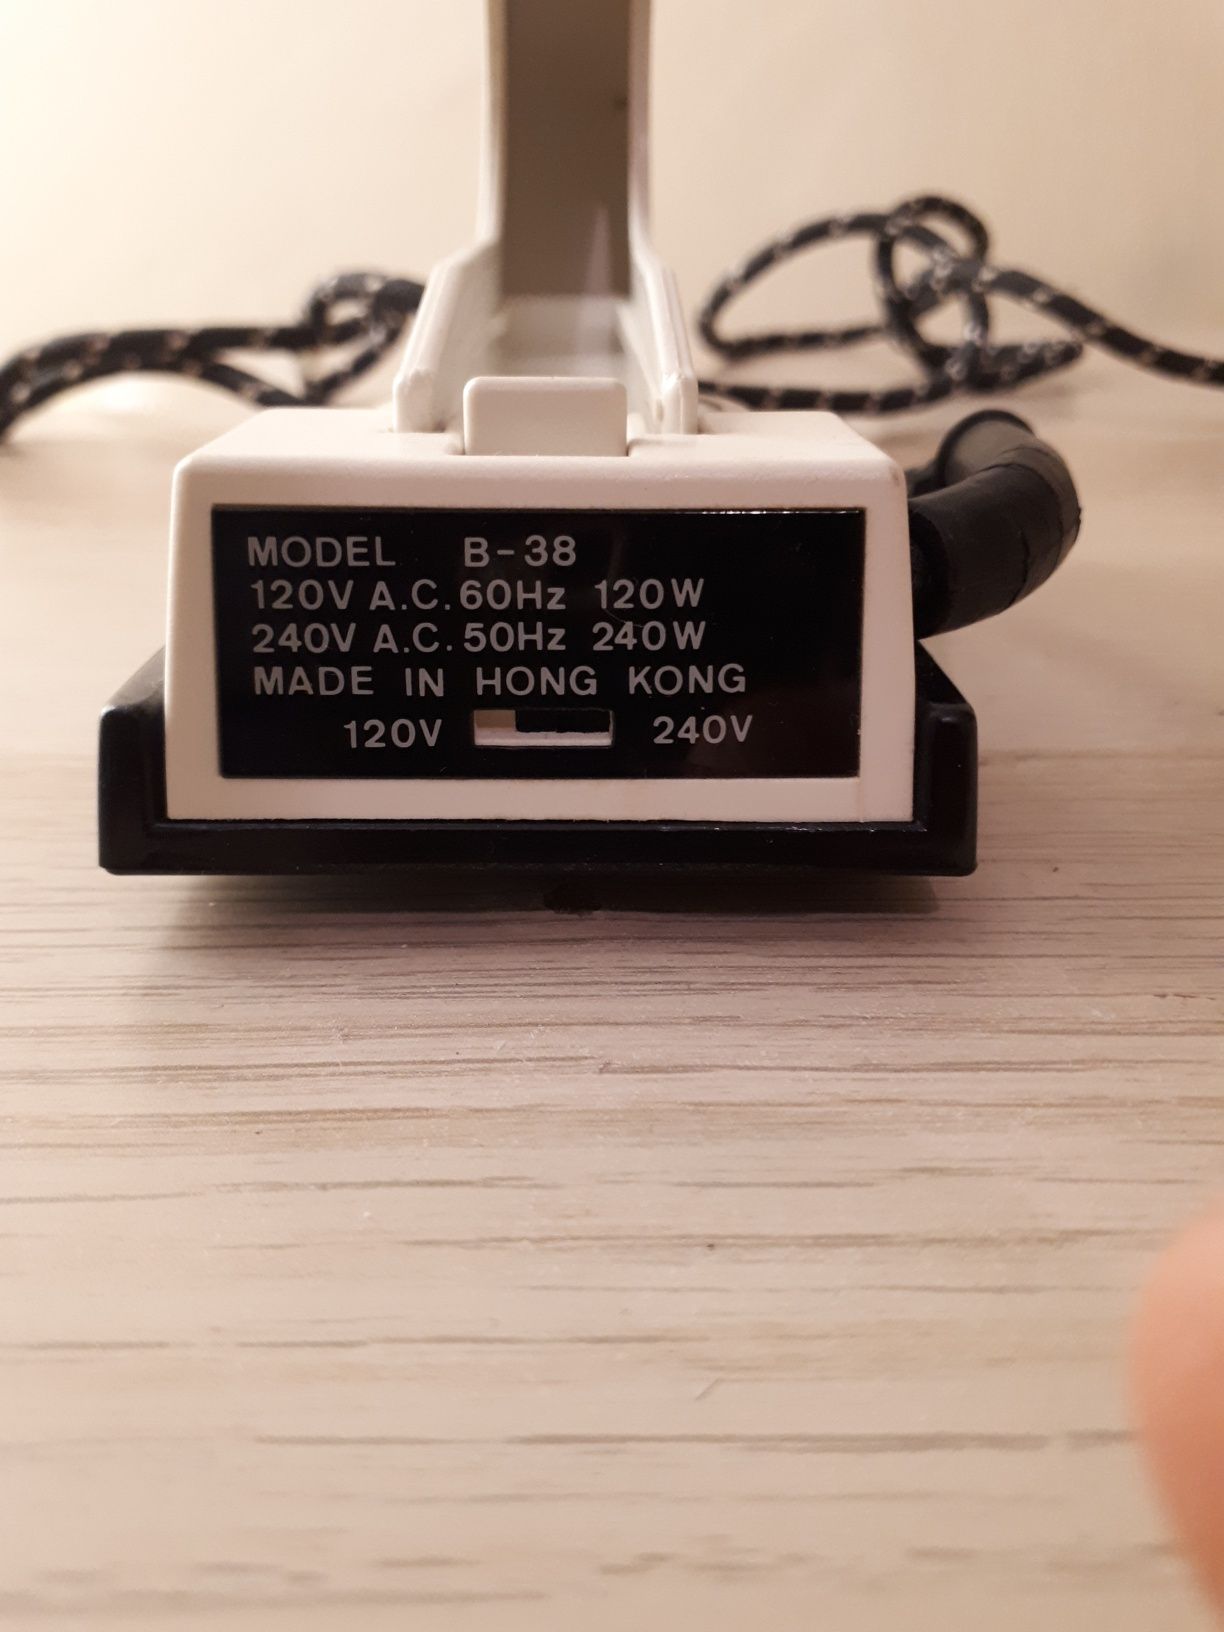 MODEL B-38
120V A.C. 60Hz 120W
240V A.C. 50Hz 240W
MADE IN HONG KONG
120V 240V